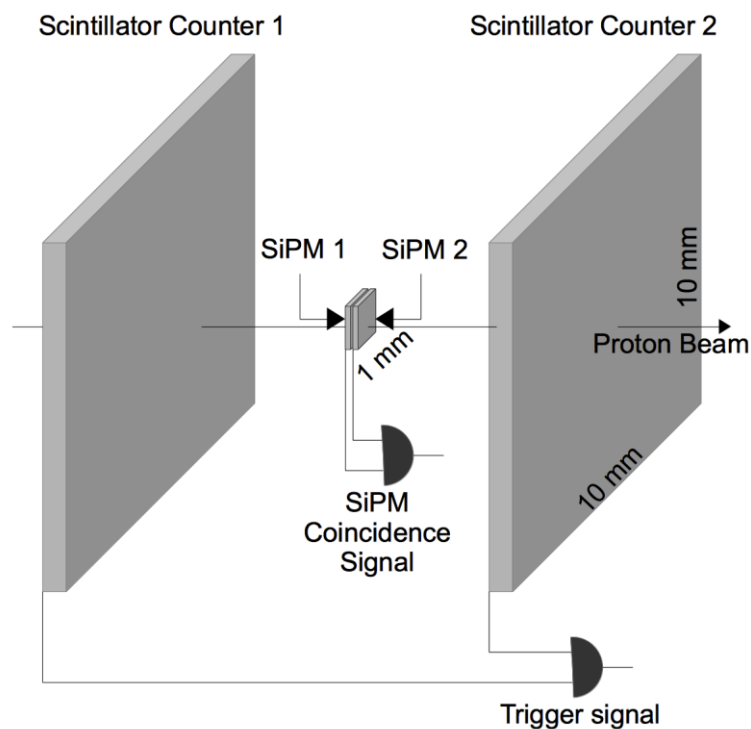 Scintillator Counter 1
Scintillator Counter 2
SiPM 1
SiPM 2
1 mm
10 mm
Proton Beam
10 mm
SiPM
Coincidence
Signal
Trigger signal